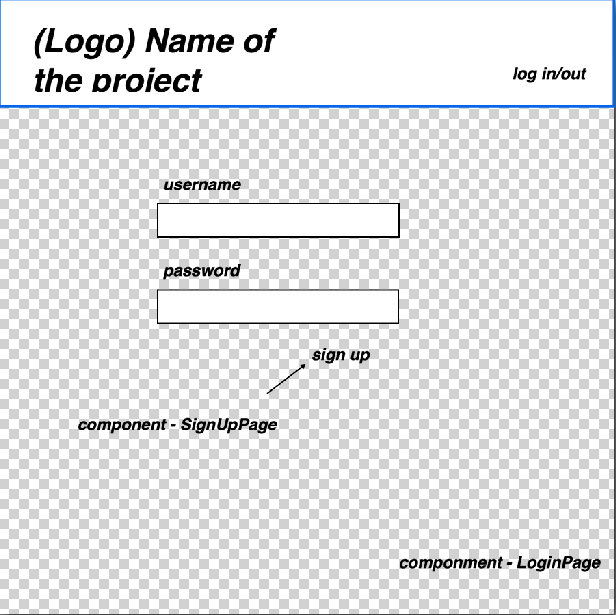 (Logo) Name of
the project
log in/out
username
password
sign up
component - SignUpPage
componment - LoginPage